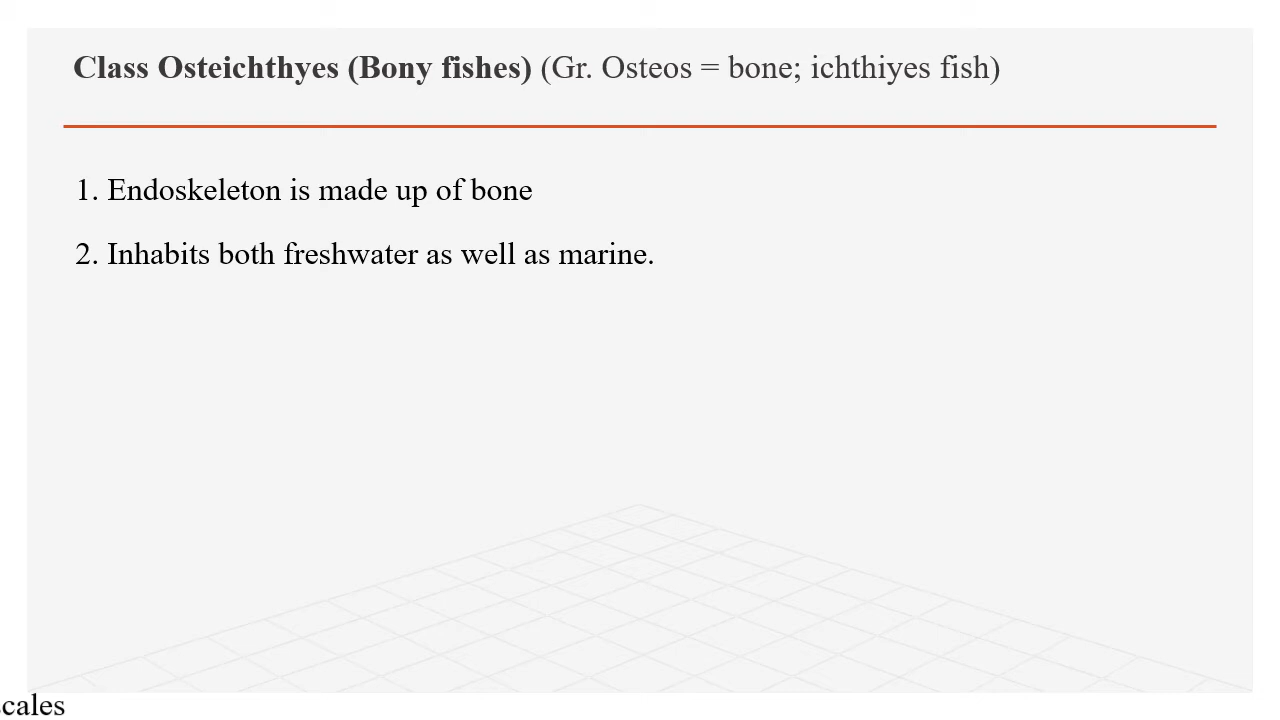 Class Osteichthyes (Bony fishes) (Gr. Osteos = bone; ichthiyes fish)
1. Endoskeleton is made up of bone
2. Inhabits both freshwater as well as marine.